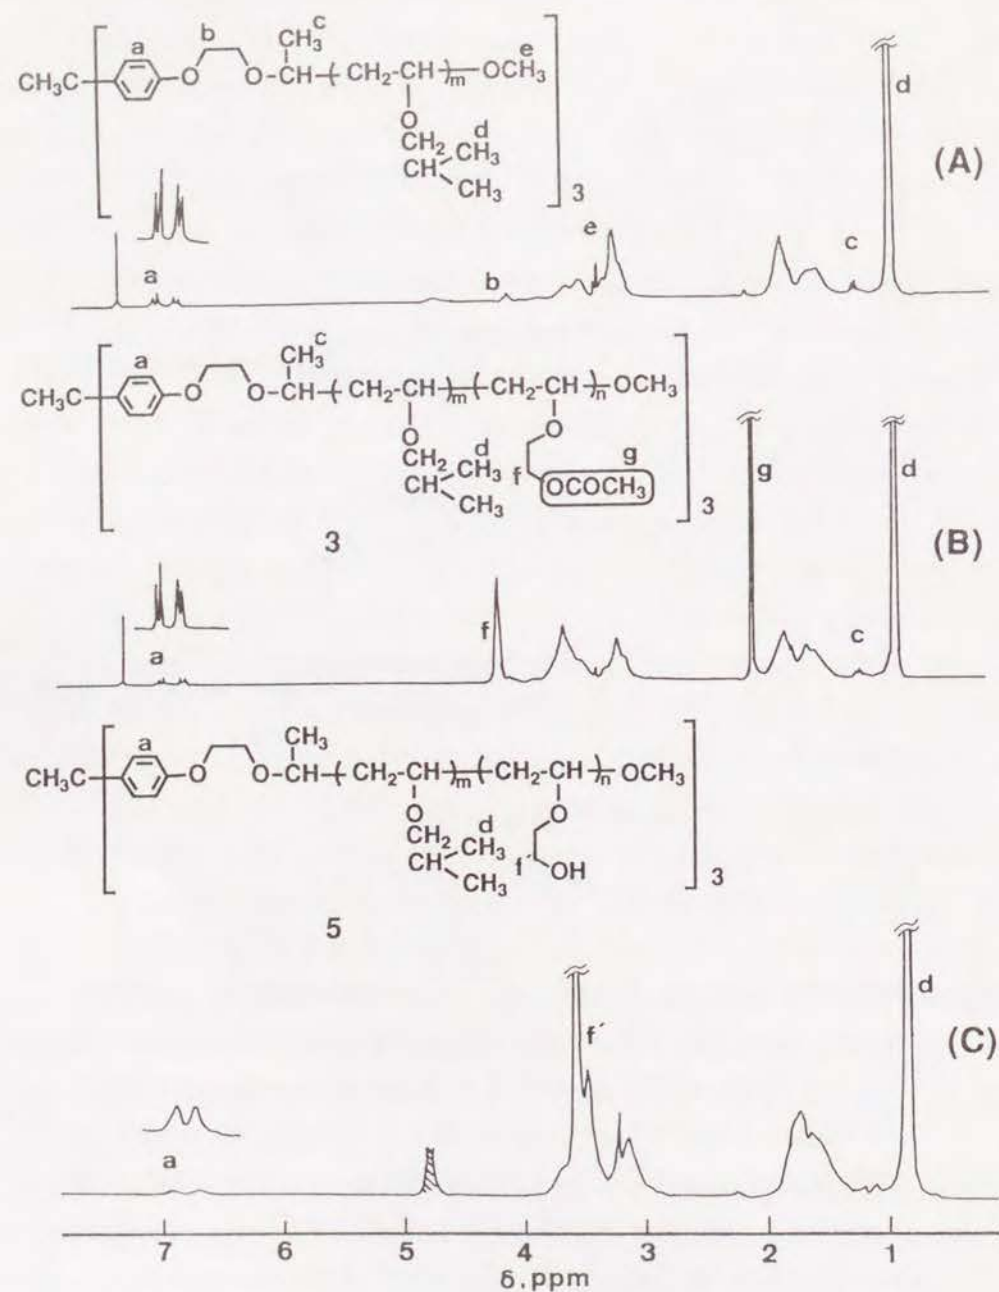 a
b
CH₃ᶜ
e
CH₃C
O
O-CH-(-CH₂-CH-)ₘ-OCH₃
O
CH₂ d
CH CH₃
CH₃
3
(A)
d
e
c
a
b
a
CH₃ᶜ
CH₃C
O
O-CH-(-CH₂-CH-)ₘ-(-CH₂-CH-)ₙ-OCH₃
O
O
CH₂ d
g
CH CH₃
f
OCOCH₃
CH₃
3
3
g
d
(B)
f
a
c
a
CH₃
CH₃C
O
O-CH-(-CH₂-CH-)ₘ-(-CH₂-CH-)ₙ-OCH₃
O
O
CH₂ d
CH CH₃
f´
OH
CH₃
3
5
d
f´
(C)
a
7 6 5 4 3 2 1
δ.ppm